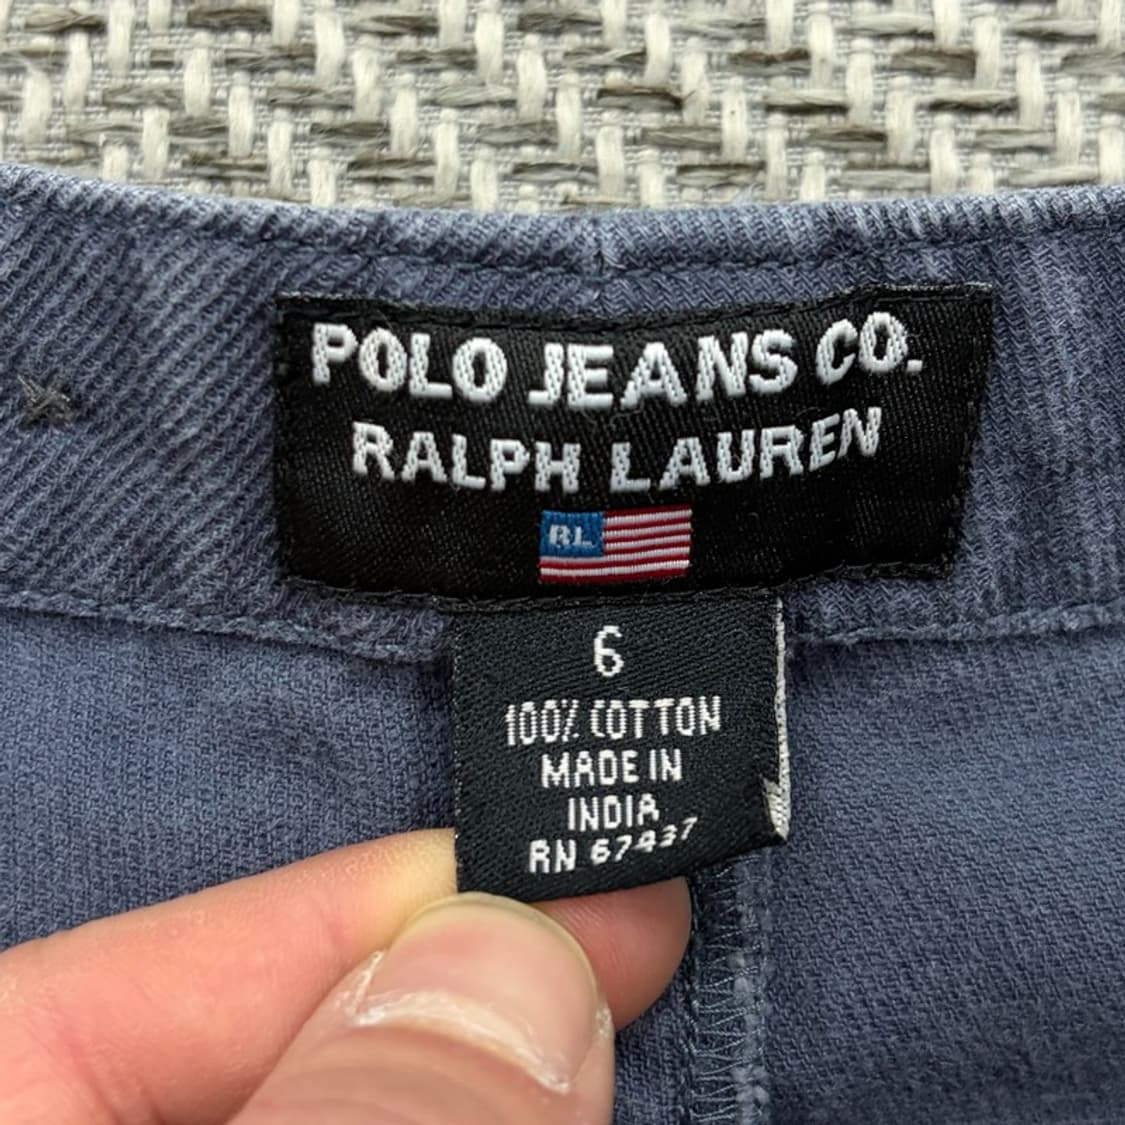 POLO JEANS CO.
RALPH LAUREN
RL
6
100% COTTON
MADE IN
INDIA
RN 67437